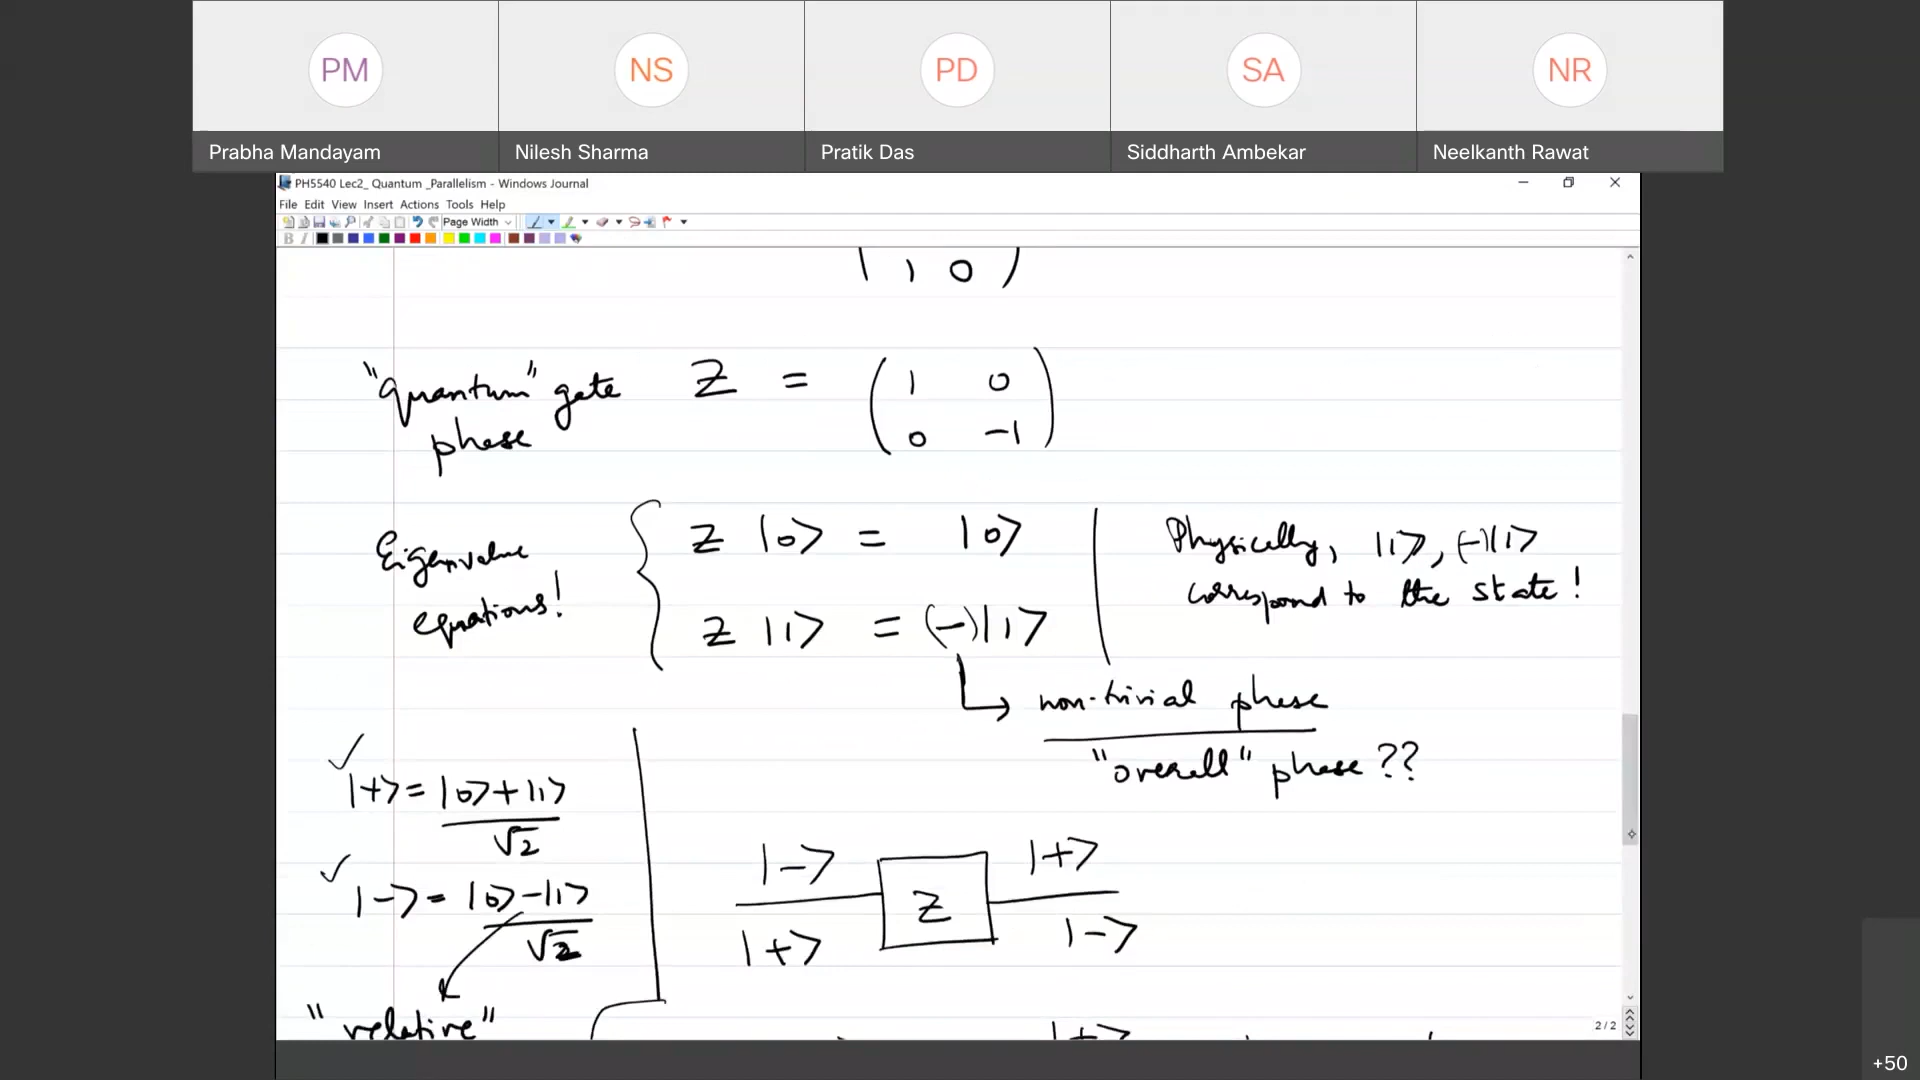 PM
NS
PD
SA
NR
Prabha Mandayam
Nilesh Sharma
Pratik Das
Siddharth Ambekar
Neelkanth Rawat
PH5540 Lec2_ Quantum _Parallelism - Windows Journal
File Edit View Insert Actions Tools Help
Page Width
B I
1 0
"quantum" gate Z = ( 1 0
phase 0 -1 )
Eigenvalue
equations!
Z |0> = |0>
Z |1> = (-)|1>
Physically, |1>, (-)|1>
correspond to the state!
non-trivial phase
"overall" phase ??
|+> = |0>+|1>
√2
|-> = |0>-|1>
√2
"relative"
|-> Z |+>
|+> |->
|+>
2 / 2
+50